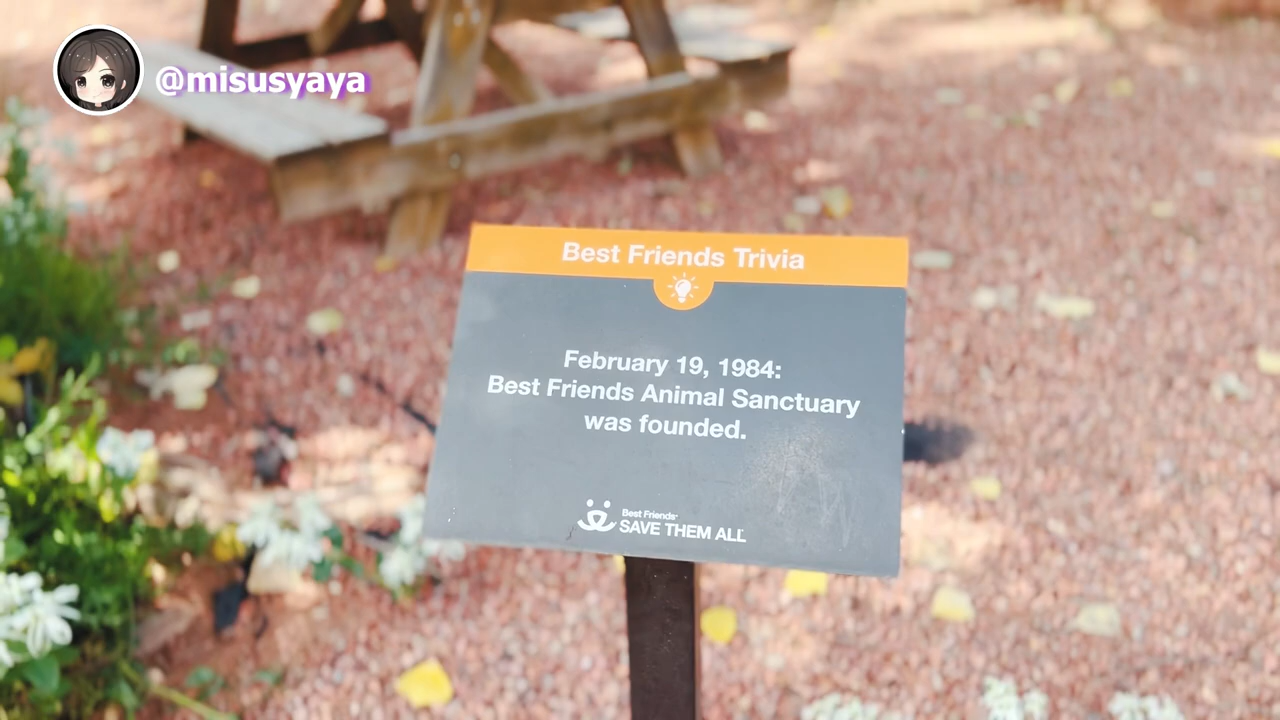 @misusyaya
Best Friends Trivia
February 19, 1984:
Best Friends Animal Sanctuary
was founded.
Best Friends
SAVE THEM ALL